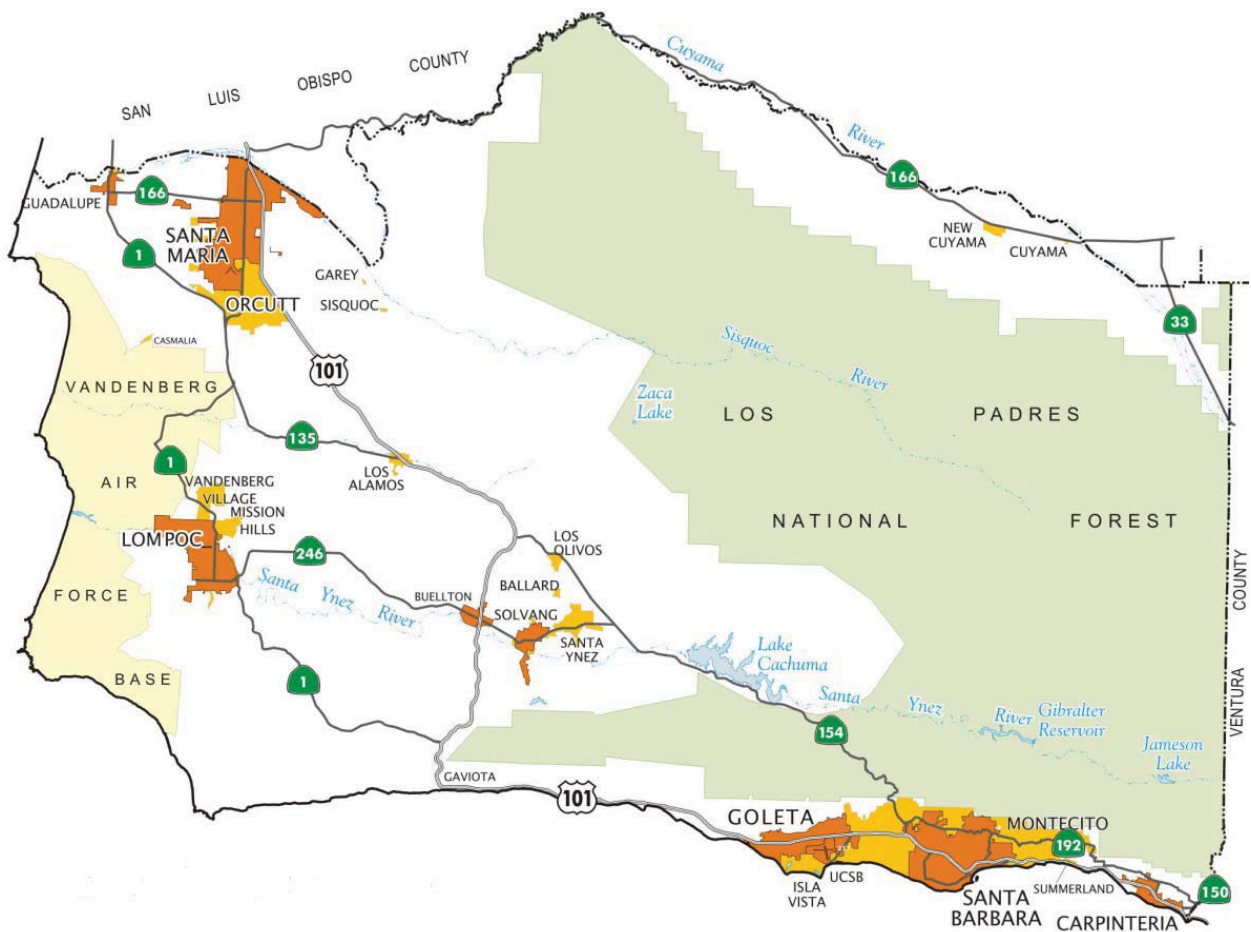 SAN LUIS OBISPO COUNTY
Cuyama
River
166
GUADALUPE
166
SANTA
MARIA
1
NEW
CUYAMA
CUYAMA
GAREY
SISQUOC
ORCUTT
33
CASMALIA
101
Sisquoc
River
VANDENBERG
Zaca
Lake
LOS PADRES
135
1
LOS
ALAMOS
AIR
VANDENBERG
VILLAGE
MISSION
HILLS
NATIONAL FOREST
LOMPOC
246
LOS
OLIVOS
BALLARD
FORCE
Santa Ynez River
BUELLTON
SOLVANG
SANTA
YNEZ
Lake
Cachuma
VENTURA COUNTY
BASE
1
Santa Ynez River
Gibralter
Reservoir
154
Jameson
Lake
GAVIOTA
101
GOLETA
MONTECITO
192
ISLA
VISTA
UCSB
SUMMERLAND
SANTA
BARBARA
CARPINTERIA
150